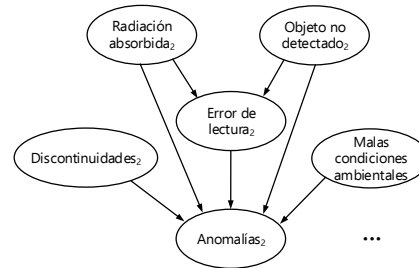 Radiación
absorbida₂
Objeto no
detectado₂
Error de
lectura₂
Discontinuidades₂
Malas
condiciones
ambientales
Anomalías₂
...